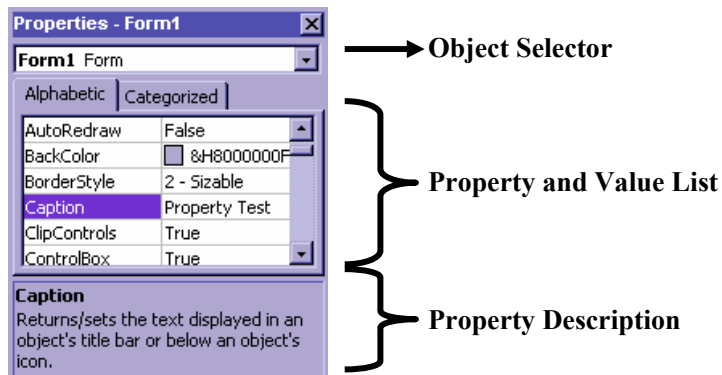 Properties - Form1
Form1 Form
Object Selector
Alphabetic Categorized
AutoRedraw False
BackColor &H8000000F
BorderStyle 2 - Sizable
Caption Property Test
Property and Value List
ClipControls True
ControlBox True
Caption
Returns/sets the text displayed in an
object's title bar or below an object's
icon.
Property Description